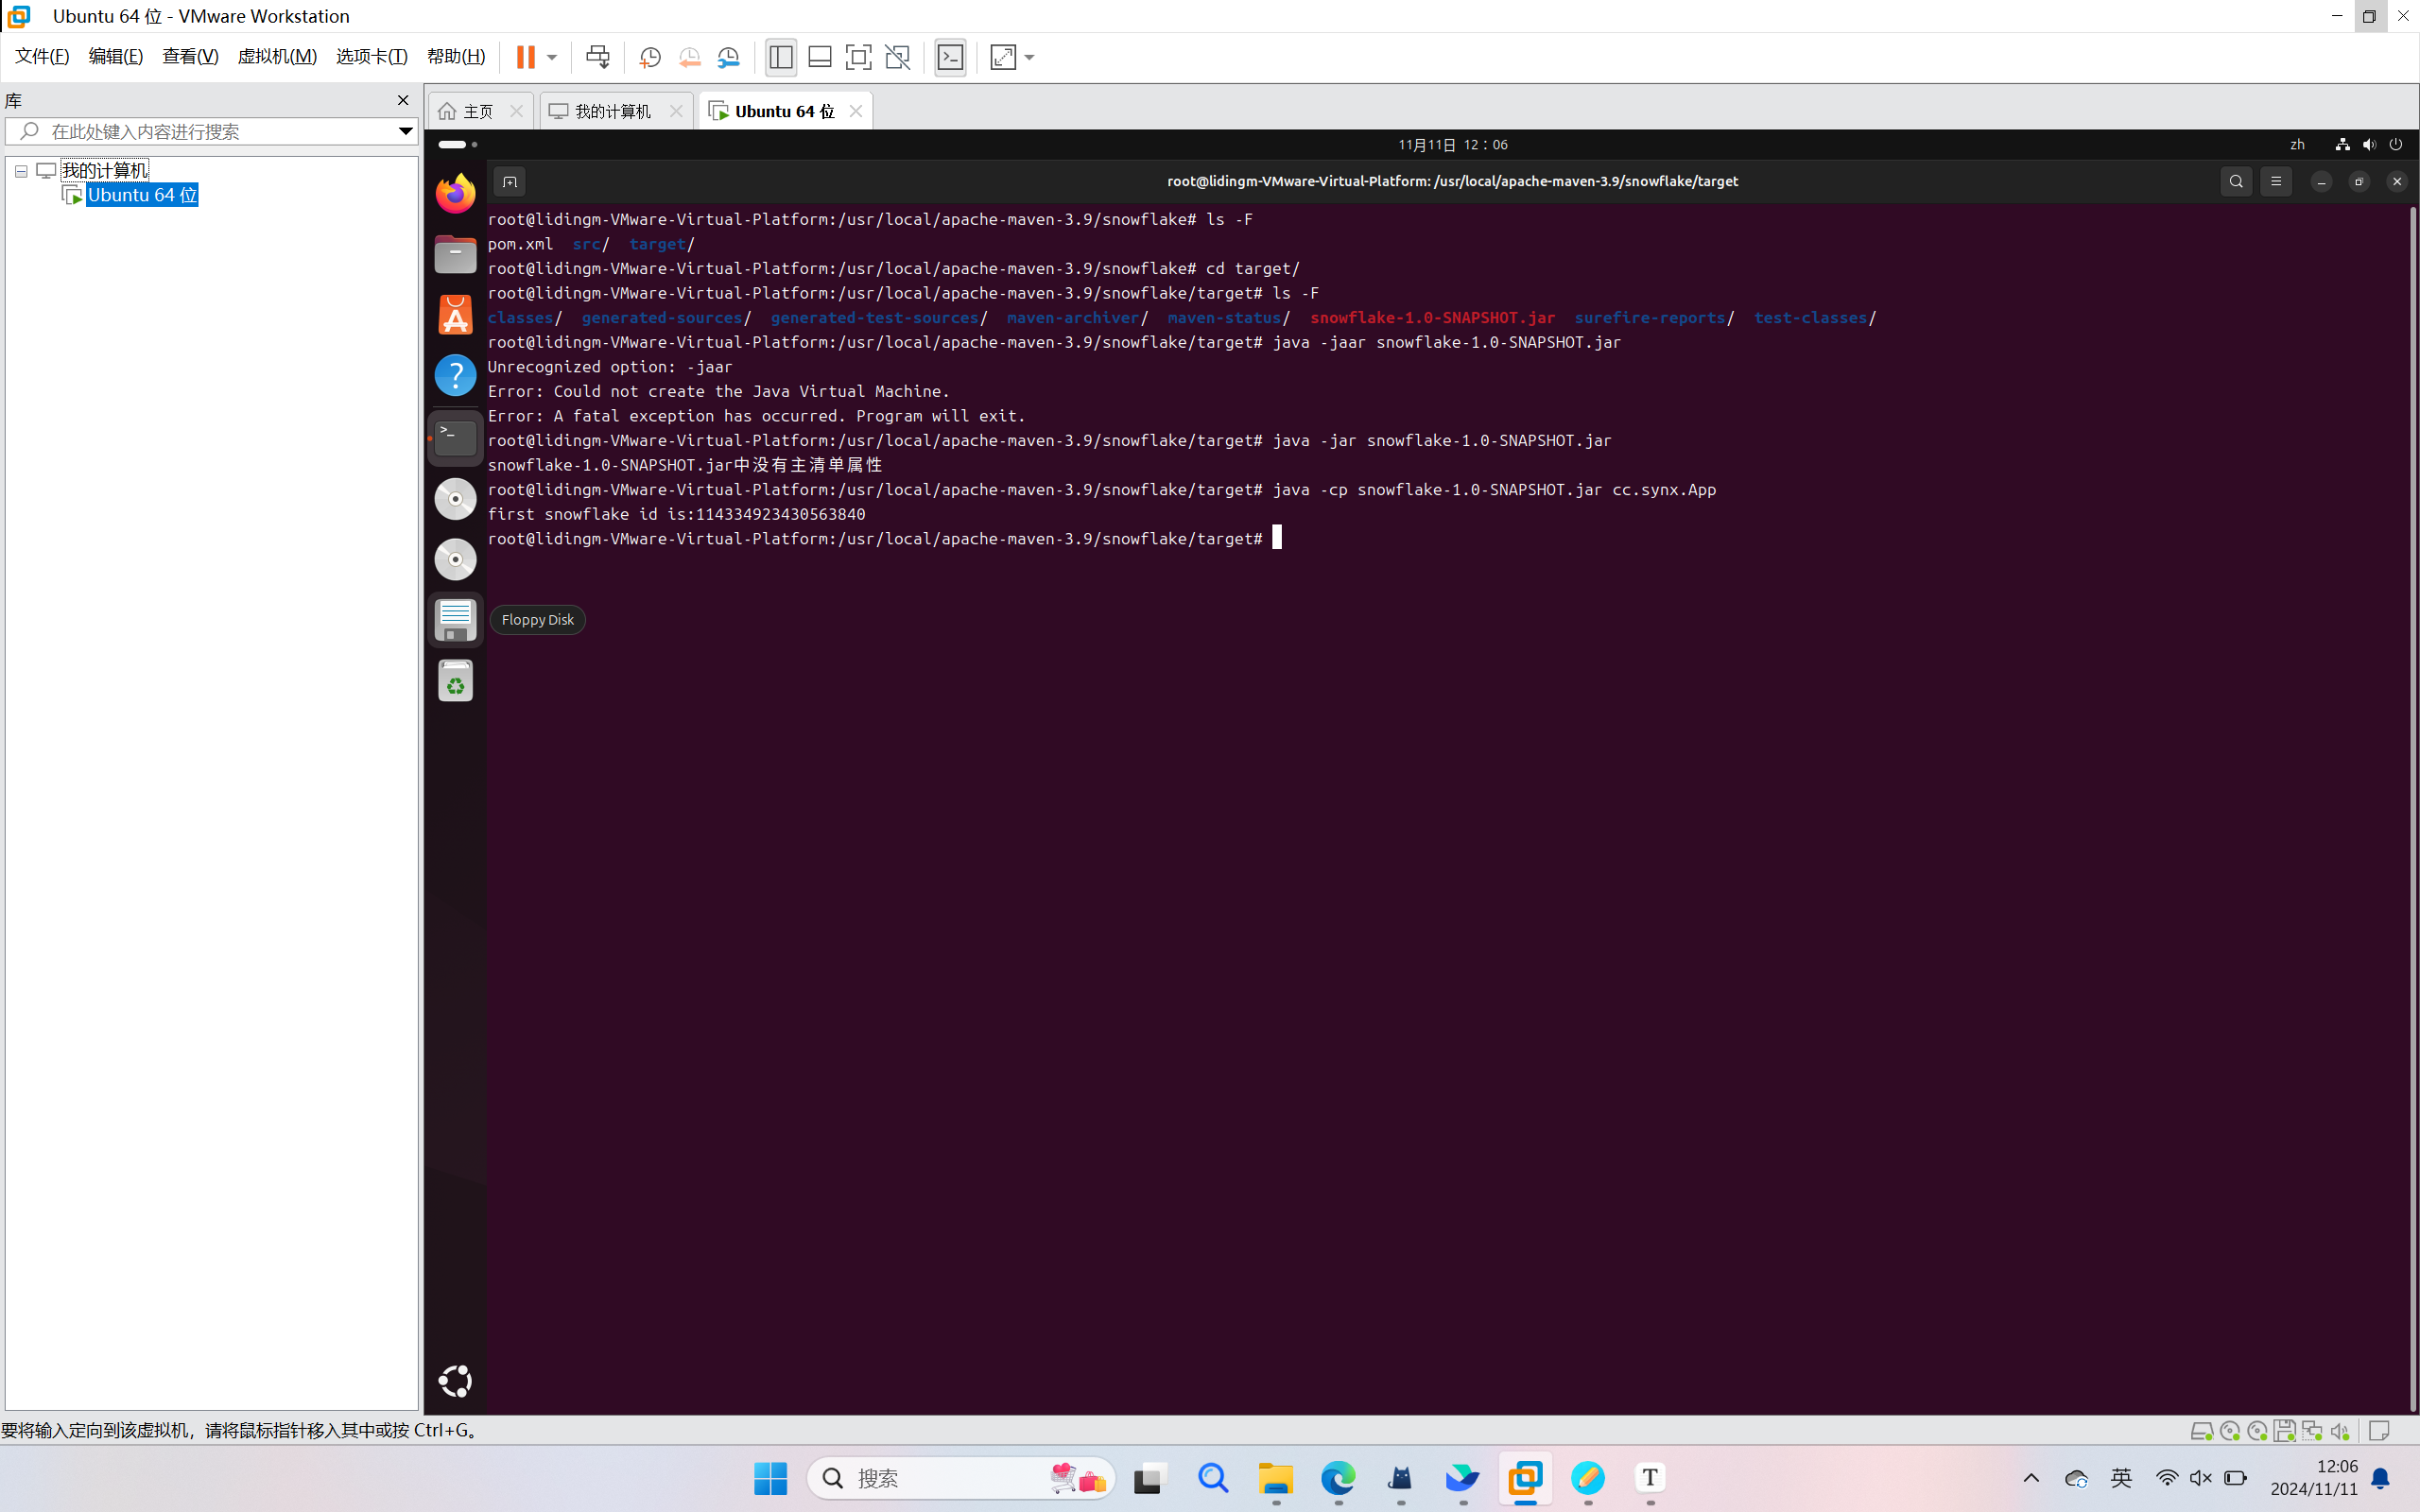 Ubuntu 64 位 - VMware Workstation
文件(F) 编辑(E) 查看(V) 虚拟机(M) 选项卡(T) 帮助(H)
库
在此处键入内容进行搜索
我的计算机
Ubuntu 64 位
主页 我的计算机 Ubuntu 64 位
11月11日 12：06
zh
root@lidingm-VMware-Virtual-Platform: /usr/local/apache-maven-3.9/snowflake/target
root@lidingm-VMware-Virtual-Platform:/usr/local/apache-maven-3.9/snowflake# ls -F
pom.xml src/ target/
root@lidingm-VMware-Virtual-Platform:/usr/local/apache-maven-3.9/snowflake# cd target/
root@lidingm-VMware-Virtual-Platform:/usr/local/apache-maven-3.9/snowflake/target# ls -F
classes/ generated-sources/ generated-test-sources/ maven-archiver/ maven-status/ snowflake-1.0-SNAPSHOT.jar surefire-reports/ test-classes/
root@lidingm-VMware-Virtual-Platform:/usr/local/apache-maven-3.9/snowflake/target# java -jaar snowflake-1.0-SNAPSHOT.jar
Unrecognized option: -jaar
Error: Could not create the Java Virtual Machine.
Error: A fatal exception has occurred. Program will exit.
root@lidingm-VMware-Virtual-Platform:/usr/local/apache-maven-3.9/snowflake/target# java -jar snowflake-1.0-SNAPSHOT.jar
snowflake-1.0-SNAPSHOT.jar中没有主清单属性
root@lidingm-VMware-Virtual-Platform:/usr/local/apache-maven-3.9/snowflake/target# java -cp snowflake-1.0-SNAPSHOT.jar cc.synx.App
first snowflake id is:114334923430563840
root@lidingm-VMware-Virtual-Platform:/usr/local/apache-maven-3.9/snowflake/target#
Floppy Disk
要将输入定向到该虚拟机，请将鼠标指针移入其中或按 Ctrl+G。
搜索
T
英
12:06
2024/11/11